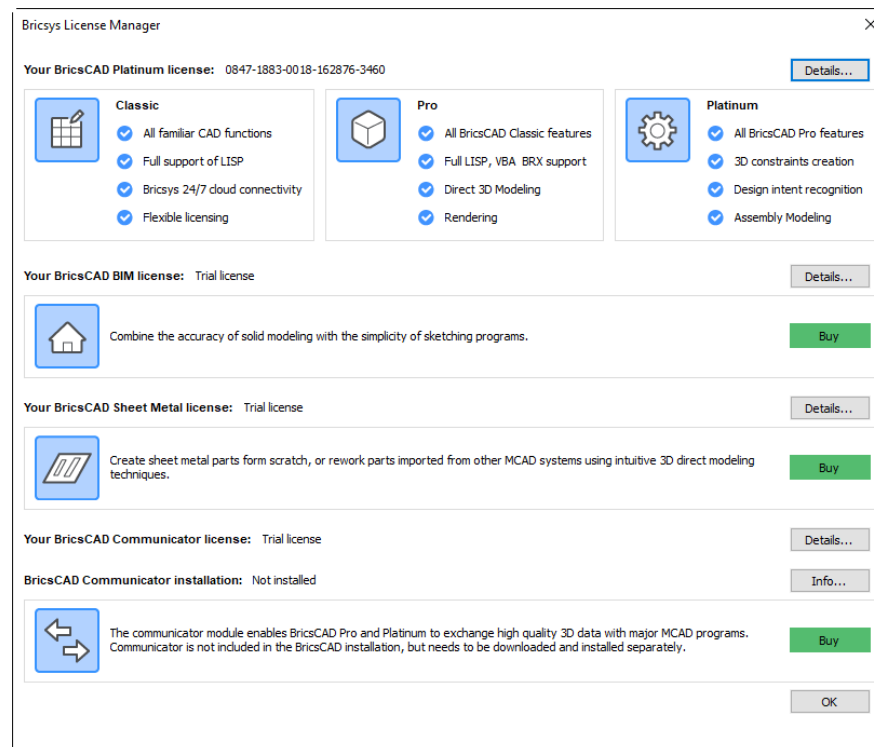 Bricsys License Manager
Your BricsCAD Platinum license: 0847-1883-0018-162876-3460
Details...
Classic
All familiar CAD functions
Full support of LISP
Bricsys 24/7 cloud connectivity
Flexible licensing
Pro
All BricsCAD Classic features
Full LISP, VBA BRX support
Direct 3D Modeling
Rendering
Platinum
All BricsCAD Pro features
3D constraints creation
Design intent recognition
Assembly Modeling
Your BricsCAD BIM license: Trial license
Details...
Combine the accuracy of solid modeling with the simplicity of sketching programs.
Buy
Your BricsCAD Sheet Metal license: Trial license
Details...
Create sheet metal parts form scratch, or rework parts imported from other MCAD systems using intuitive 3D direct modeling
techniques.
Buy
Your BricsCAD Communicator license: Trial license
Details...
BricsCAD Communicator installation: Not installed
Info...
The communicator module enables BricsCAD Pro and Platinum to exchange high quality 3D data with major MCAD programs.
Communicator is not included in the BricsCAD installation, but needs to be downloaded and installed separately.
Buy
OK